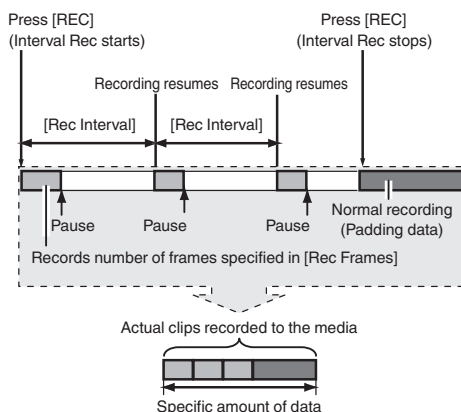 Press [REC]
(Interval Rec starts)
Press [REC]
(Interval Rec stops)
Recording resumes
Recording resumes
[Rec Interval]
[Rec Interval]
Pause
Pause
Pause
Normal recording
(Padding data)
Records number of frames specified in [Rec Frames]
Actual clips recorded to the media
Specific amount of data